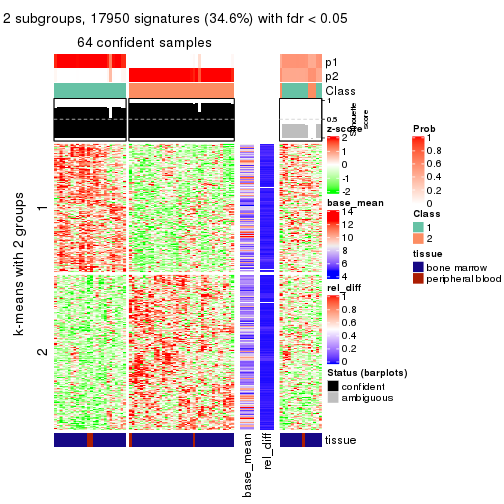 2 subgroups, 17950 signatures (34.6%) with fdr < 0.05
64 confident samples
p1
p2
Class
1
0.5
0
Silhouette
score
k-means with 2 groups
1
2
tissue
base_mean
rel_diff
z-score
2
1
0
-1
-2
base_mean
14
12
10
8
6
4
rel_diff
1
0.8
0.6
0.4
0.2
0
Status (barplots)
confident
ambiguous
Prob
1
0.8
0.6
0.4
0.2
0
Class
1
2
tissue
bone marrow
peripheral blood